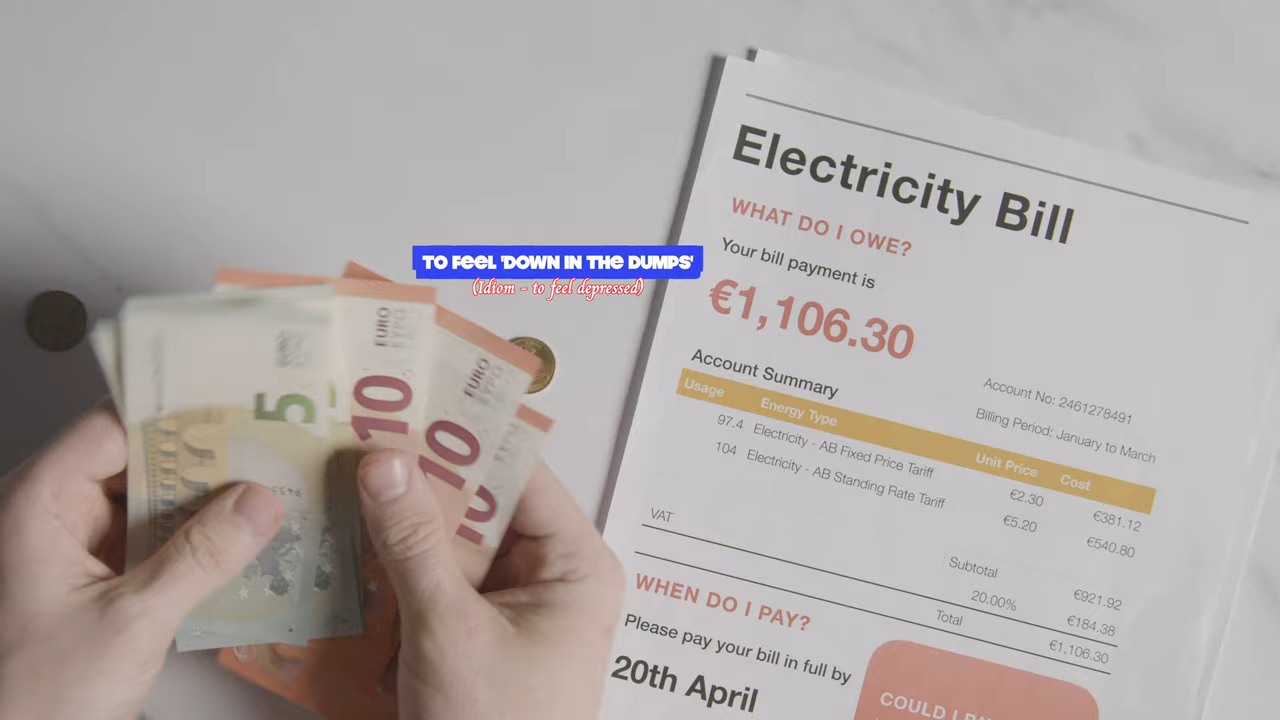 Electricity Bill
WHAT DO I OWE?
Your bill payment is
€1,106.30
TO FEEL 'DOWN IN THE DUMPS'
(Idiom - to feel depressed)
Account Summary
Account No: 2461278491
Billing Period: January to March
Usage Energy Type Unit Price Cost
97.4 Electricity - AB Fixed Price Tariff €2.30 €381.12
104 Electricity - AB Standing Rate Tariff €5.20 €540.80
Subtotal €921.92
VAT 20.00% €184.38
Total €1,106.30
WHEN DO I PAY?
Please pay your bill in full by
20th April
COULD I
5
10 EURO
10 EURO
10